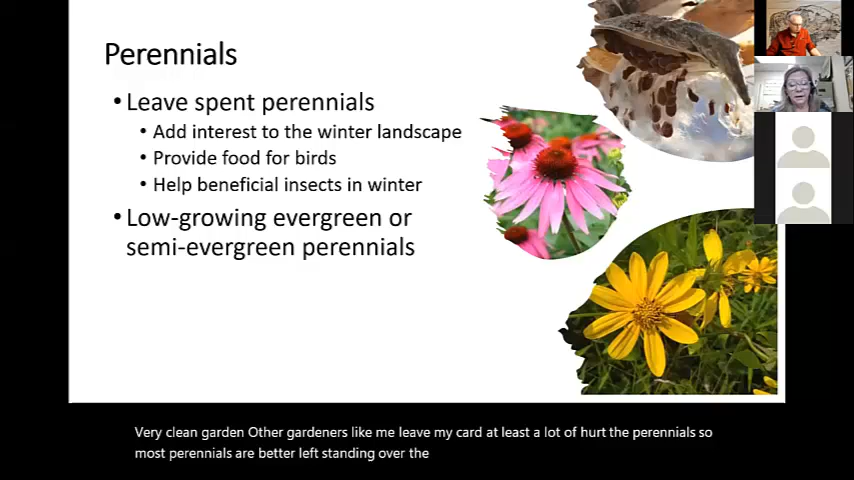 Perennials
• Leave spent perennials
• Add interest to the winter landscape
• Provide food for birds
• Help beneficial insects in winter
• Low-growing evergreen or
semi-evergreen perennials
Very clean garden Other gardeners like me leave my card at least a lot of hurt the perennials so
most perennials are better left standing over the